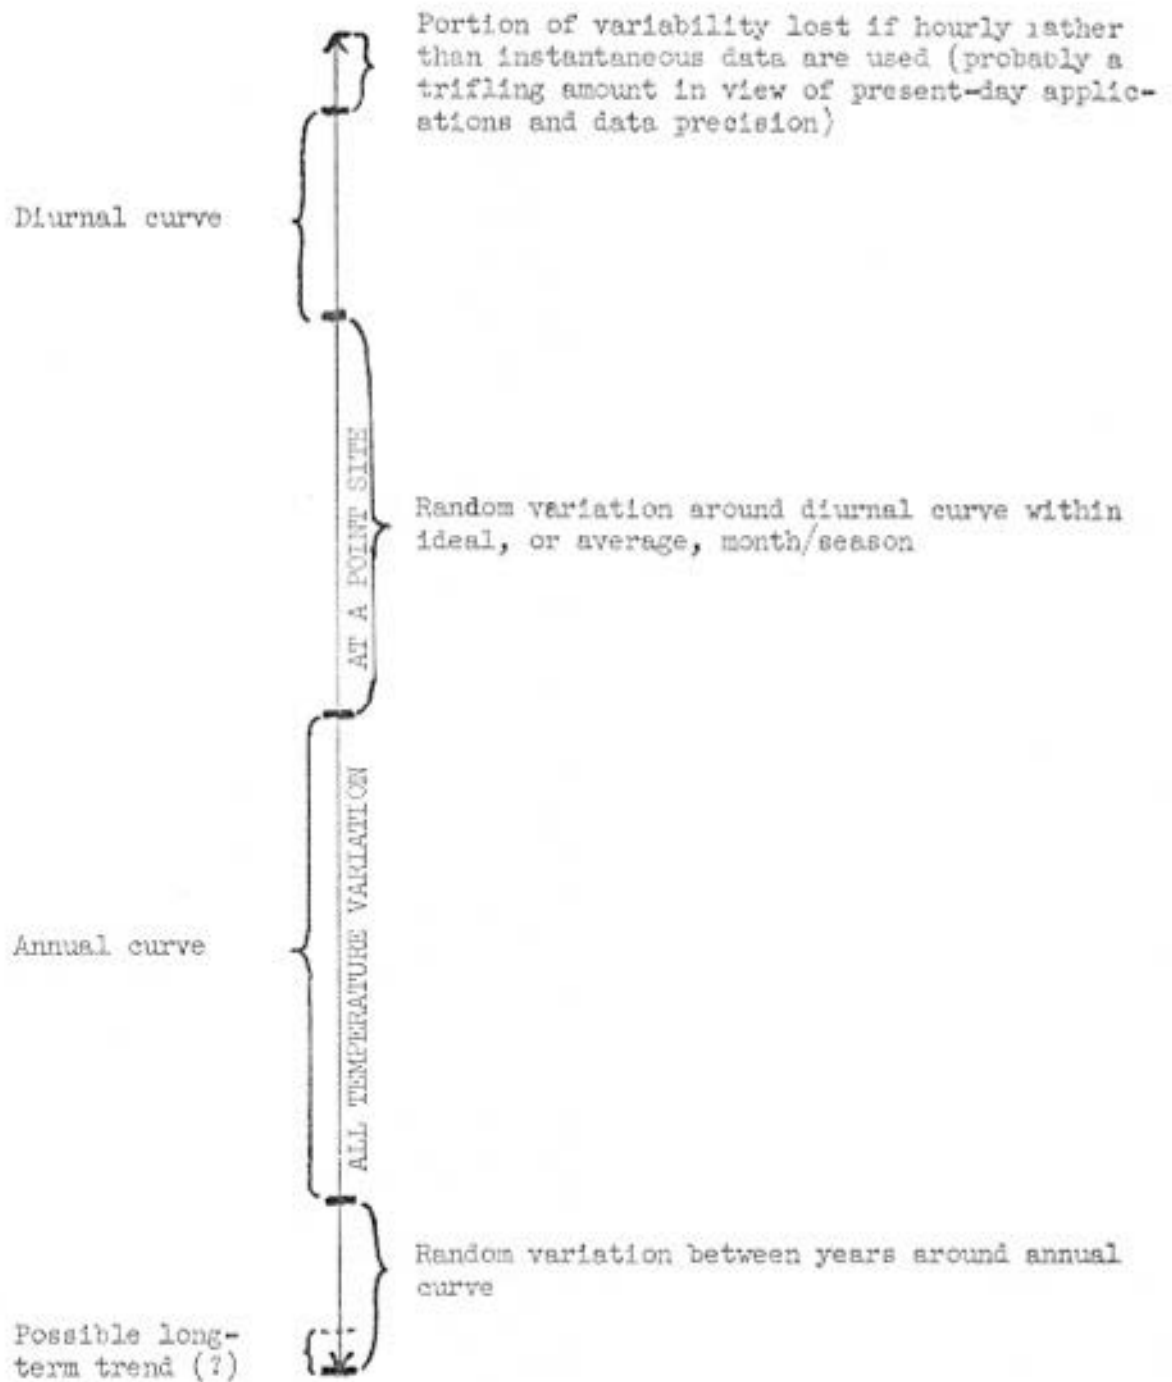 Portion of variability lost if hourly rather
than instantaneous data are used (probably a
trifling amount in view of present-day applic-
ations and data precision)
Diurnal curve
AT A POINT SITE
Random variation around diurnal curve within
ideal, or average, month/season
ALL TEMPERATURE VARIATION
Annual curve
Random variation between years around annual
curve
Possible long-
term trend (?)